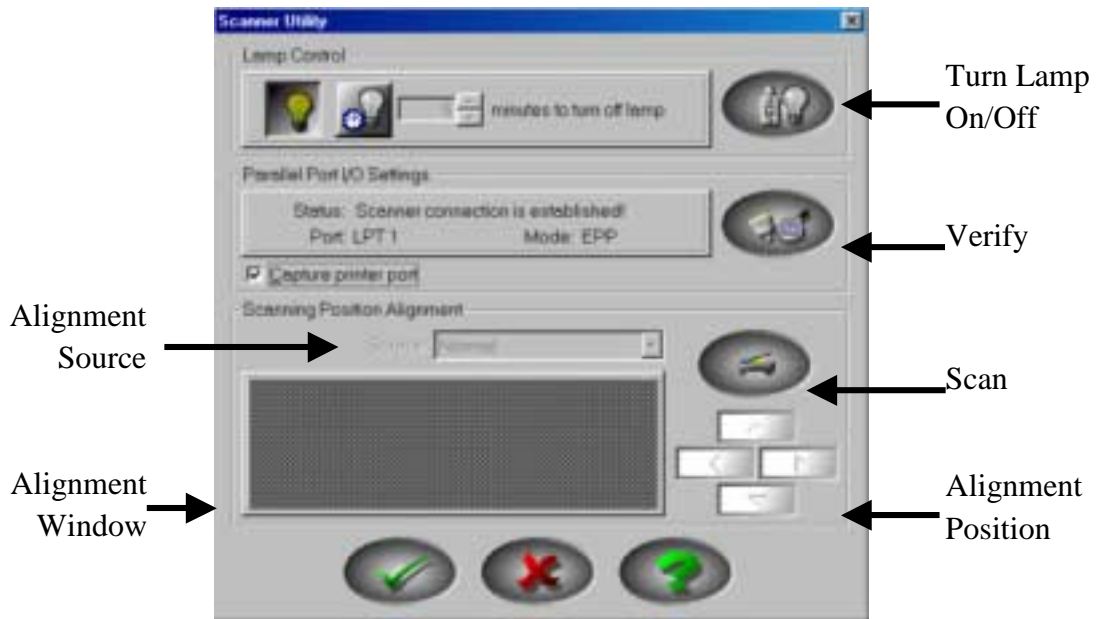 Scanner Utility
Lamp Control
minutes to turn off lamp
Turn Lamp
On/Off
Parallel Port I/O Settings
Status: Scanner connection is established!
Port: LPT 1 Mode: EPP
Verify
Capture printer port
Scanning Position Alignment
Alignment
Source
Normal
Scan
Alignment
Window
Alignment
Position